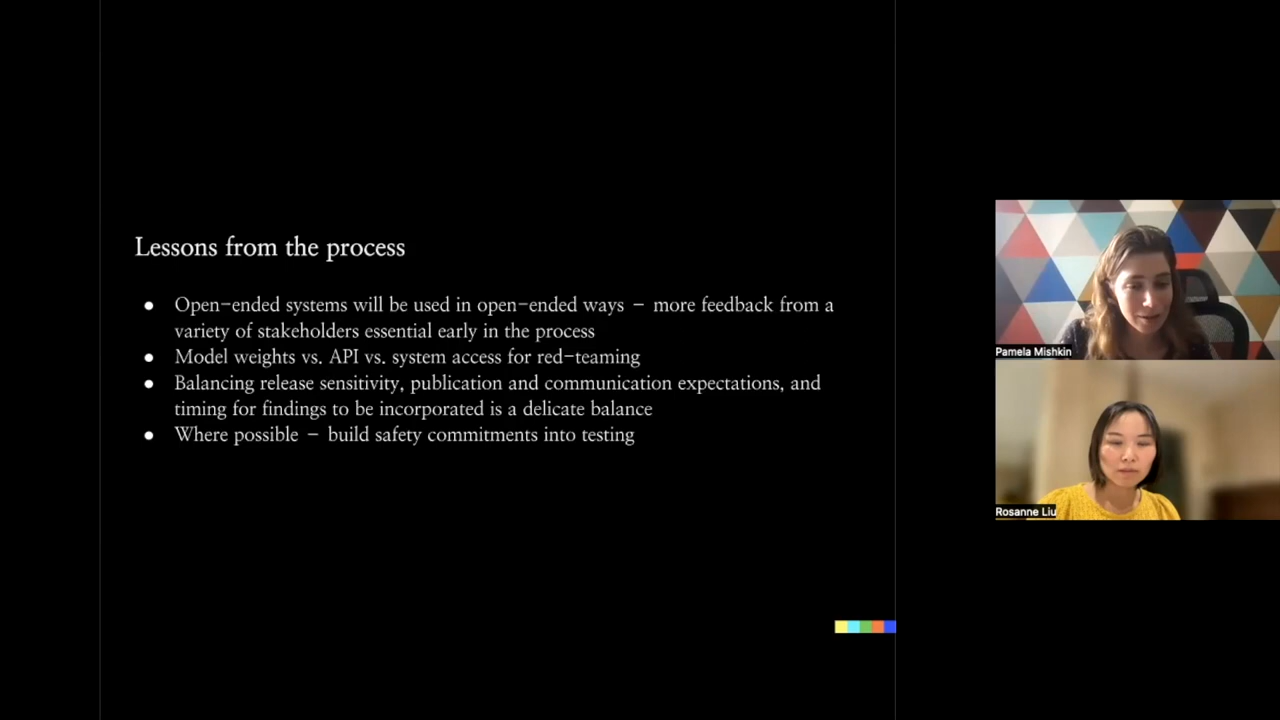 Lessons from the process
● Open-ended systems will be used in open-ended ways – more feedback from a
variety of stakeholders essential early in the process
● Model weights vs. API vs. system access for red-teaming
● Balancing release sensitivity, publication and communication expectations, and
timing for findings to be incorporated is a delicate balance
● Where possible – build safety commitments into testing
Pamela Mishkin
Rosanne Liu